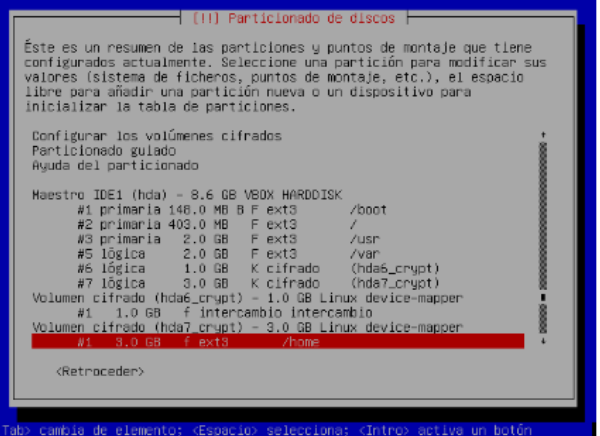 [!!] Particionado de discos
Éste es un resumen de las particiones y puntos de montaje que tiene
configurados actualmente. Seleccione una partición para modificar sus
valores (sistema de ficheros, puntos de montaje, etc.), el espacio
libre para añadir una partición nueva o un dispositivo para
inicializar la tabla de particiones.
Configurar los volúmenes cifrados
Particionado guiado
Ayuda del particionado
Maestro IDE1 (hda) - 8.6 GB VBOX HARDDISK
#1 primaria 148.0 MB B F ext3 /boot
#2 primaria 403.0 MB F ext3 /
#3 primaria 2.0 GB F ext3 /usr
#5 lógica 2.0 GB F ext3 /var
#6 lógica 1.0 GB K cifrado (hda6_crypt)
#7 lógica 3.0 GB K cifrado (hda7_crypt)
Volumen cifrado (hda6_crypt) - 1.0 GB Linux device-mapper
#1 1.0 GB f intercambio intercambio
Volumen cifrado (hda7_crypt) - 3.0 GB Linux device-mapper
#1 3.0 GB f ext3 /home
<Retroceder>
Tab> cambia de elemento; <Espacio> selecciona; <Intro> activa un botón